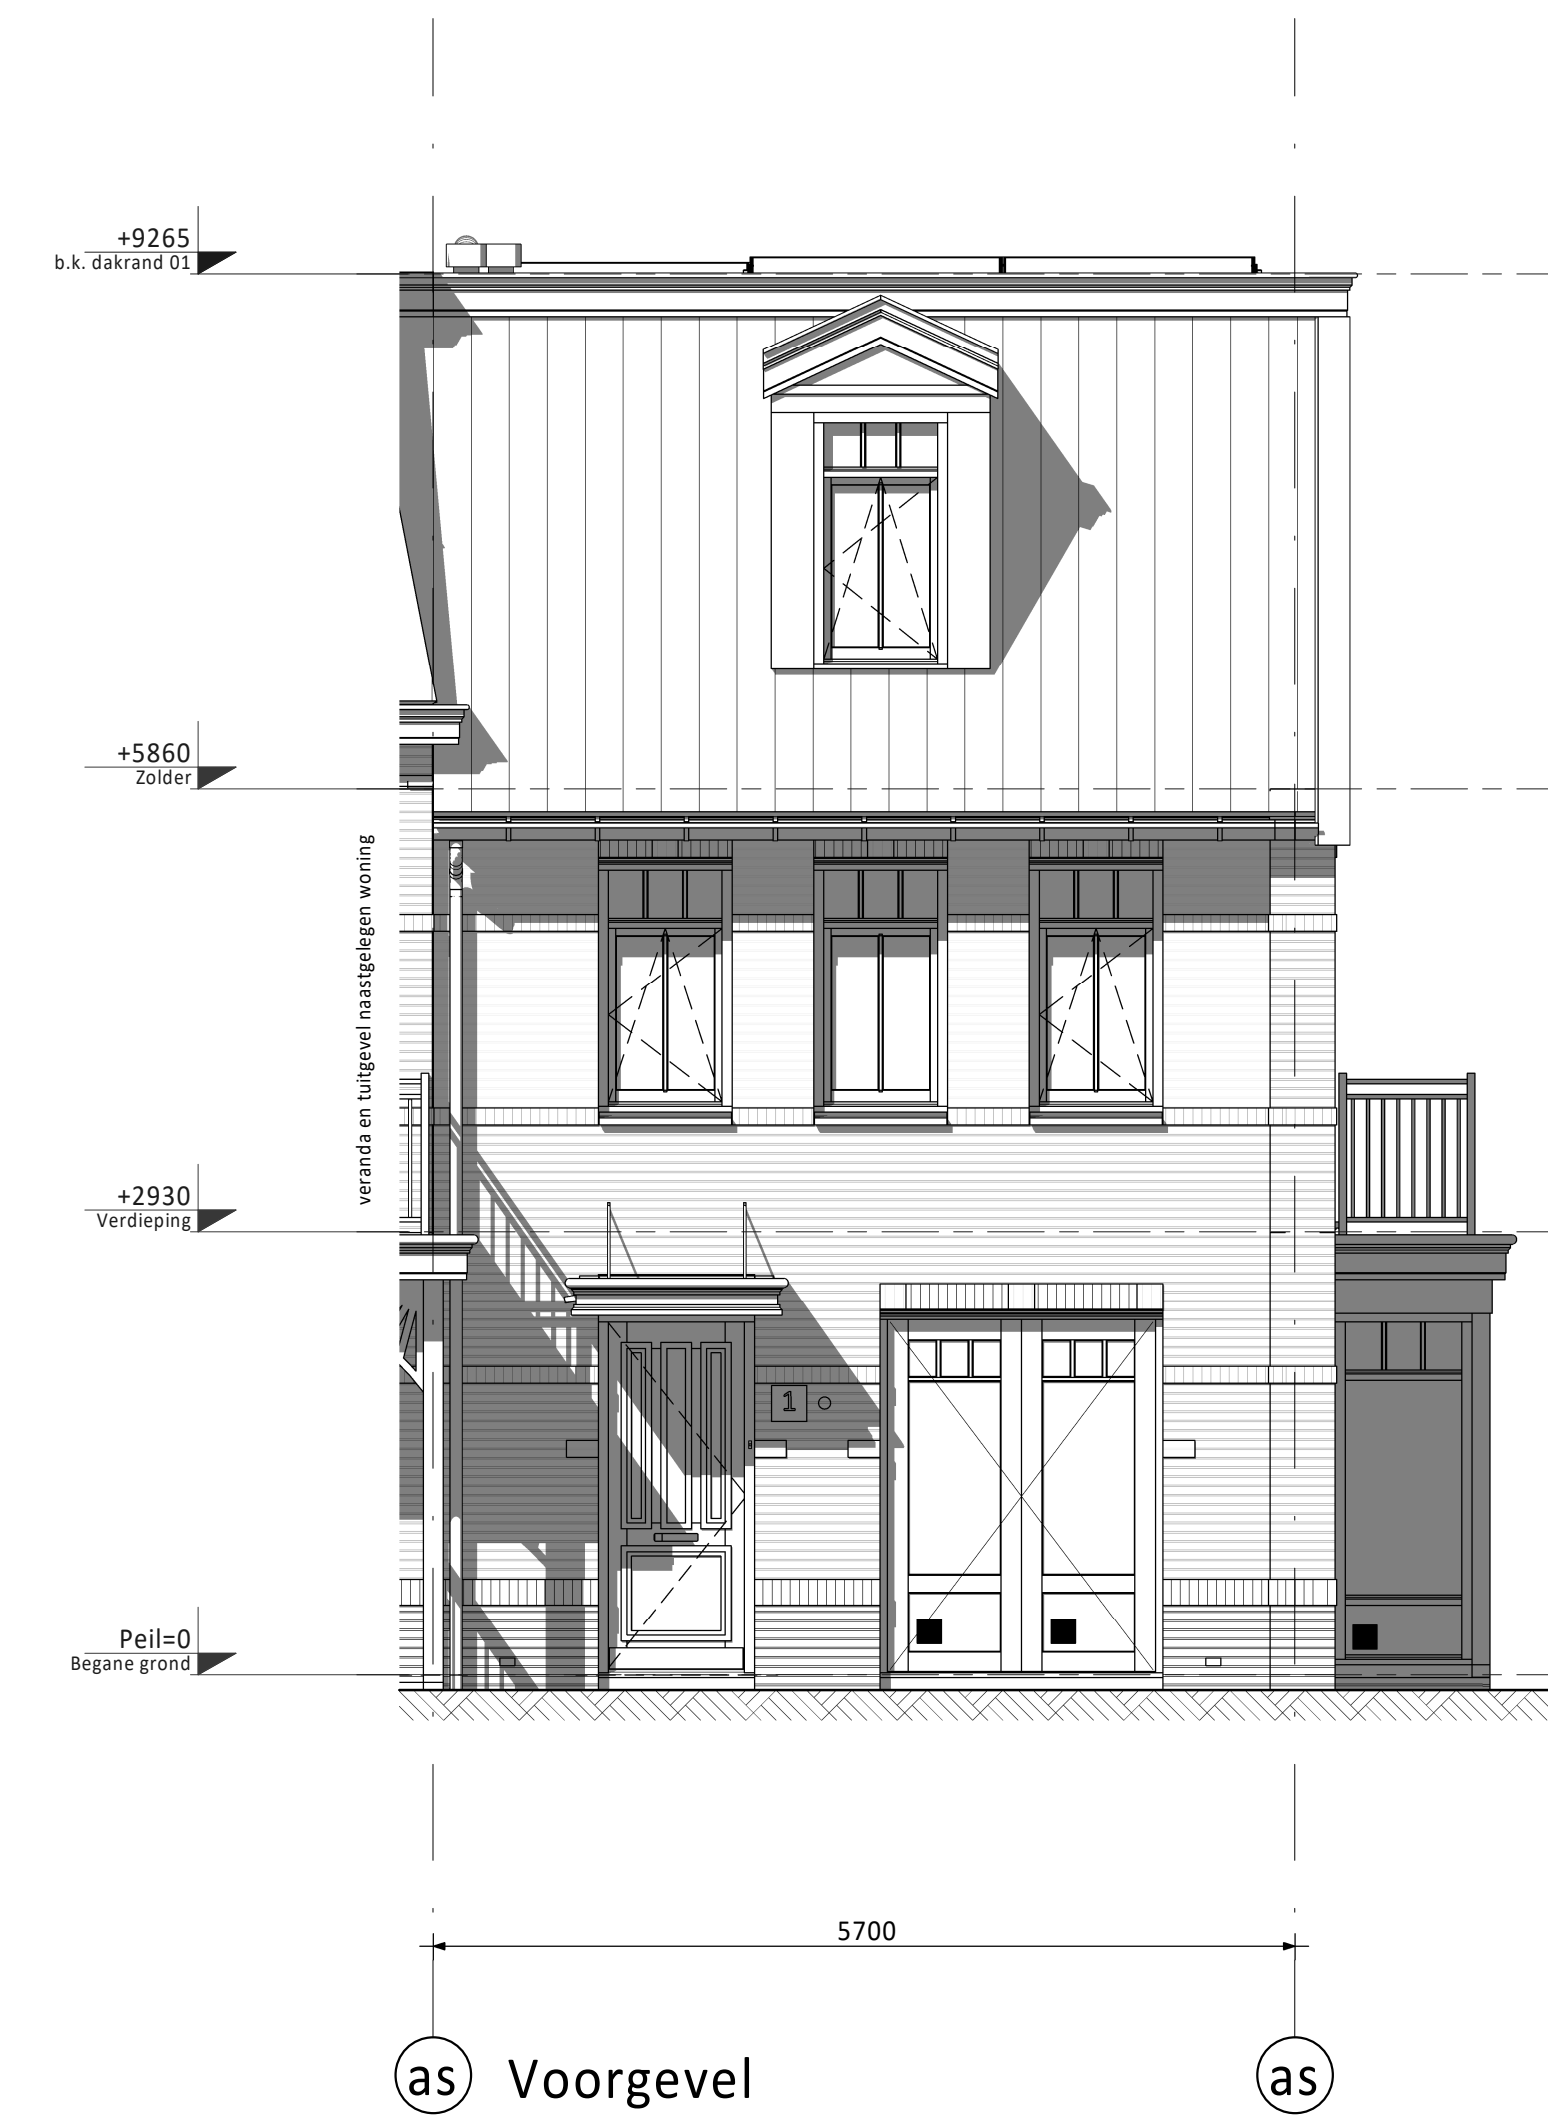 +9265
b.k. dakrand 01
+5860
Zolder
veranda en tuitgevel naastgelegen woning
+2930
Verdieping
1
Peil=0
Begane grond
5700
as
Voorgevel
as